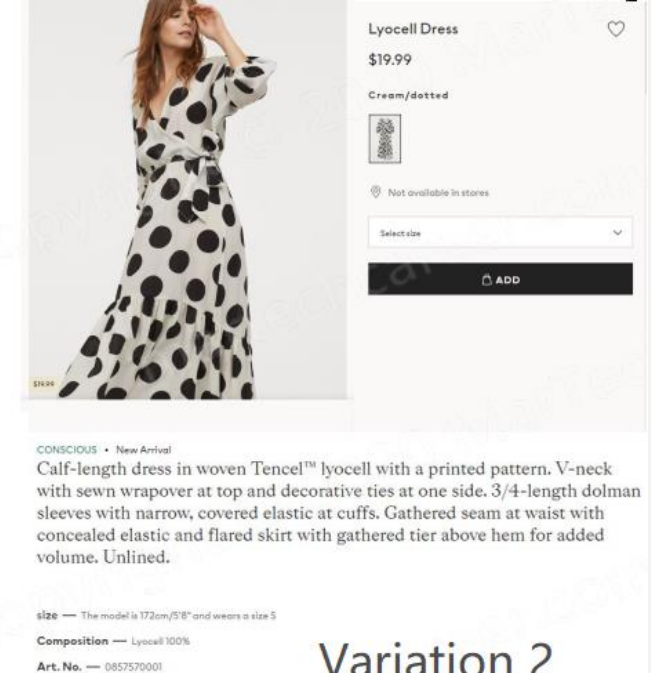 Lyocell Dress
$19.99
Cream/dotted
Not available in stores
Select size
ADD
$19.99
CONSCIOUS • New Arrival
Calf-length dress in woven Tencel™ lyocell with a printed pattern. V-neck
with sewn wrapover at top and decorative ties at one side. 3/4-length dolman
sleeves with narrow, covered elastic at cuffs. Gathered seam at waist with
concealed elastic and flared skirt with gathered tier above hem for added
volume. Unlined.
size — The model is 172cm/5'8" and wears a size S
Composition — Lyocell 100%
Art. No. — 0857570001
Variation 2